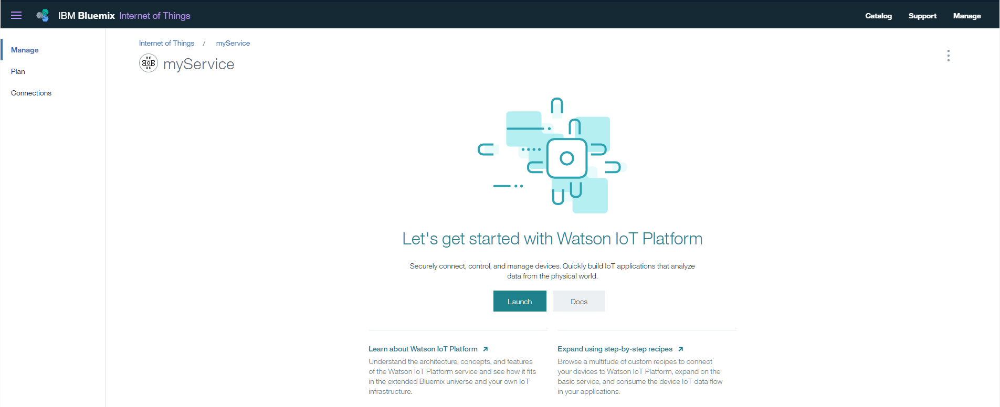 IBM Bluemix Internet of Things
Catalog Support Manage
Manage
Plan
Connections
Internet of Things / myService
myService
Let's get started with Watson IoT Platform
Securely connect, control, and manage devices. Quickly build IoT applications that analyze
data from the physical world.
Launch Docs
Learn about Watson IoT Platform
Understand the architecture, concepts, and features
of the Watson IoT Platform service and see how it fits
in the extended Bluemix universe and your own IoT
infrastructure.
Expand using step-by-step recipes
Browse a multitude of custom recipes to connect
your devices to Watson IoT Platform, expand on the
basic service, and consume the device IoT data flow
in your applications.